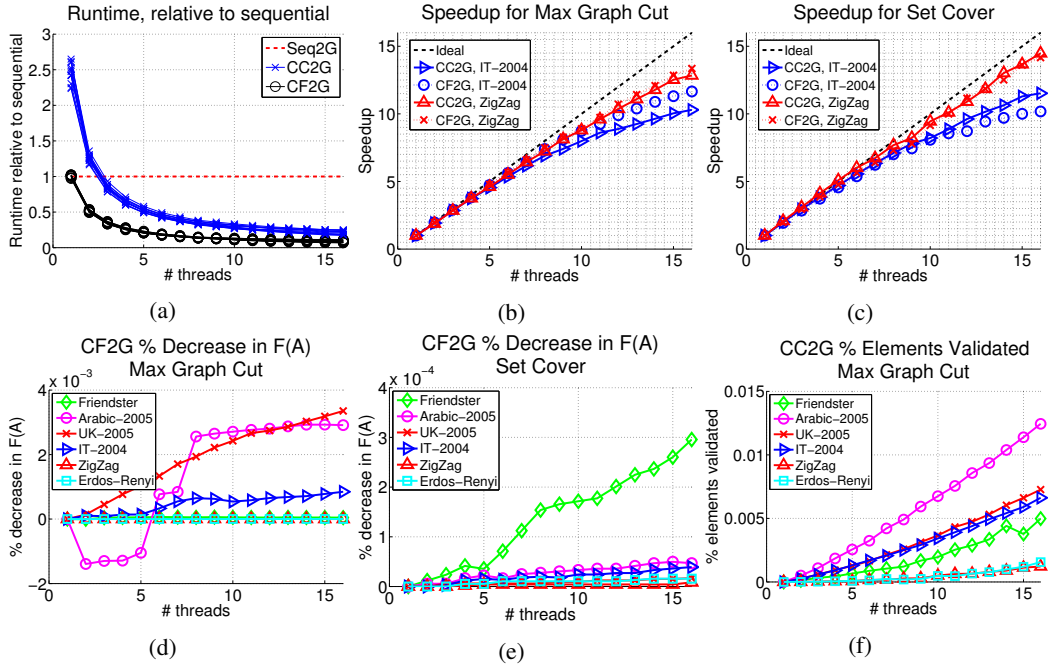 Runtime, relative to sequential
Runtime relative to sequential
3
2.5
2
1.5
1
0.5
0
0 5 10 15
# threads
Seq2G
CC2G
CF2G
(a)
Speedup for Max Graph Cut
Speedup
15
10
5
0
0 5 10 15
# threads
Ideal
CC2G, IT-2004
CF2G, IT-2004
CC2G, ZigZag
CF2G, ZigZag
(b)
Speedup for Set Cover
Speedup
15
10
5
0
0 5 10 15
# threads
Ideal
CC2G, IT-2004
CF2G, IT-2004
CC2G, ZigZag
CF2G, ZigZag
(c)
CF2G % Decrease in F(A)
Max Graph Cut
x 10−3
% decrease in F(A)
4
2
0
−2
0 5 10 15
# threads
Friendster
Arabic−2005
UK−2005
IT−2004
ZigZag
Erdos−Renyi
(d)
CF2G % Decrease in F(A)
Set Cover
x 10−4
% decrease in F(A)
4
3
2
1
0
0 5 10 15
# threads
Friendster
Arabic−2005
UK−2005
IT−2004
ZigZag
Erdos−Renyi
(e)
CC2G % Elements Validated
Max Graph Cut
% elements validated
0.015
0.01
0.005
0
0 5 10 15
# threads
Friendster
Arabic−2005
UK−2005
IT−2004
ZigZag
Erdos−Renyi
(f)